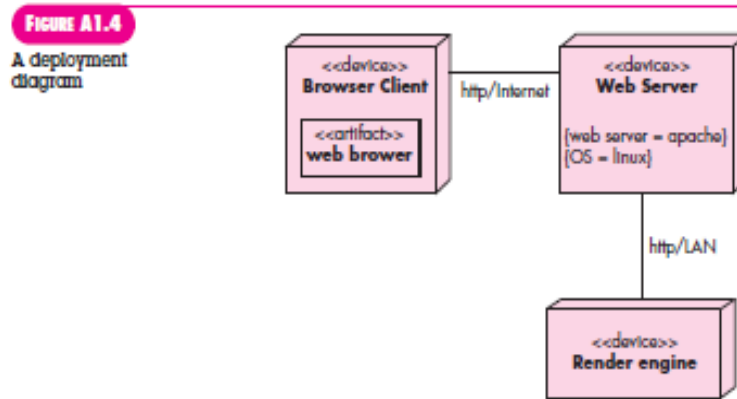 FIGURE A1.4
A deployment
diagram
<<device>>
Browser Client
<<artifact>>
web brower
http/Internet
<<device>>
Web Server
{web server = apache}
{OS = linux}
http/LAN
<<device>>
Render engine